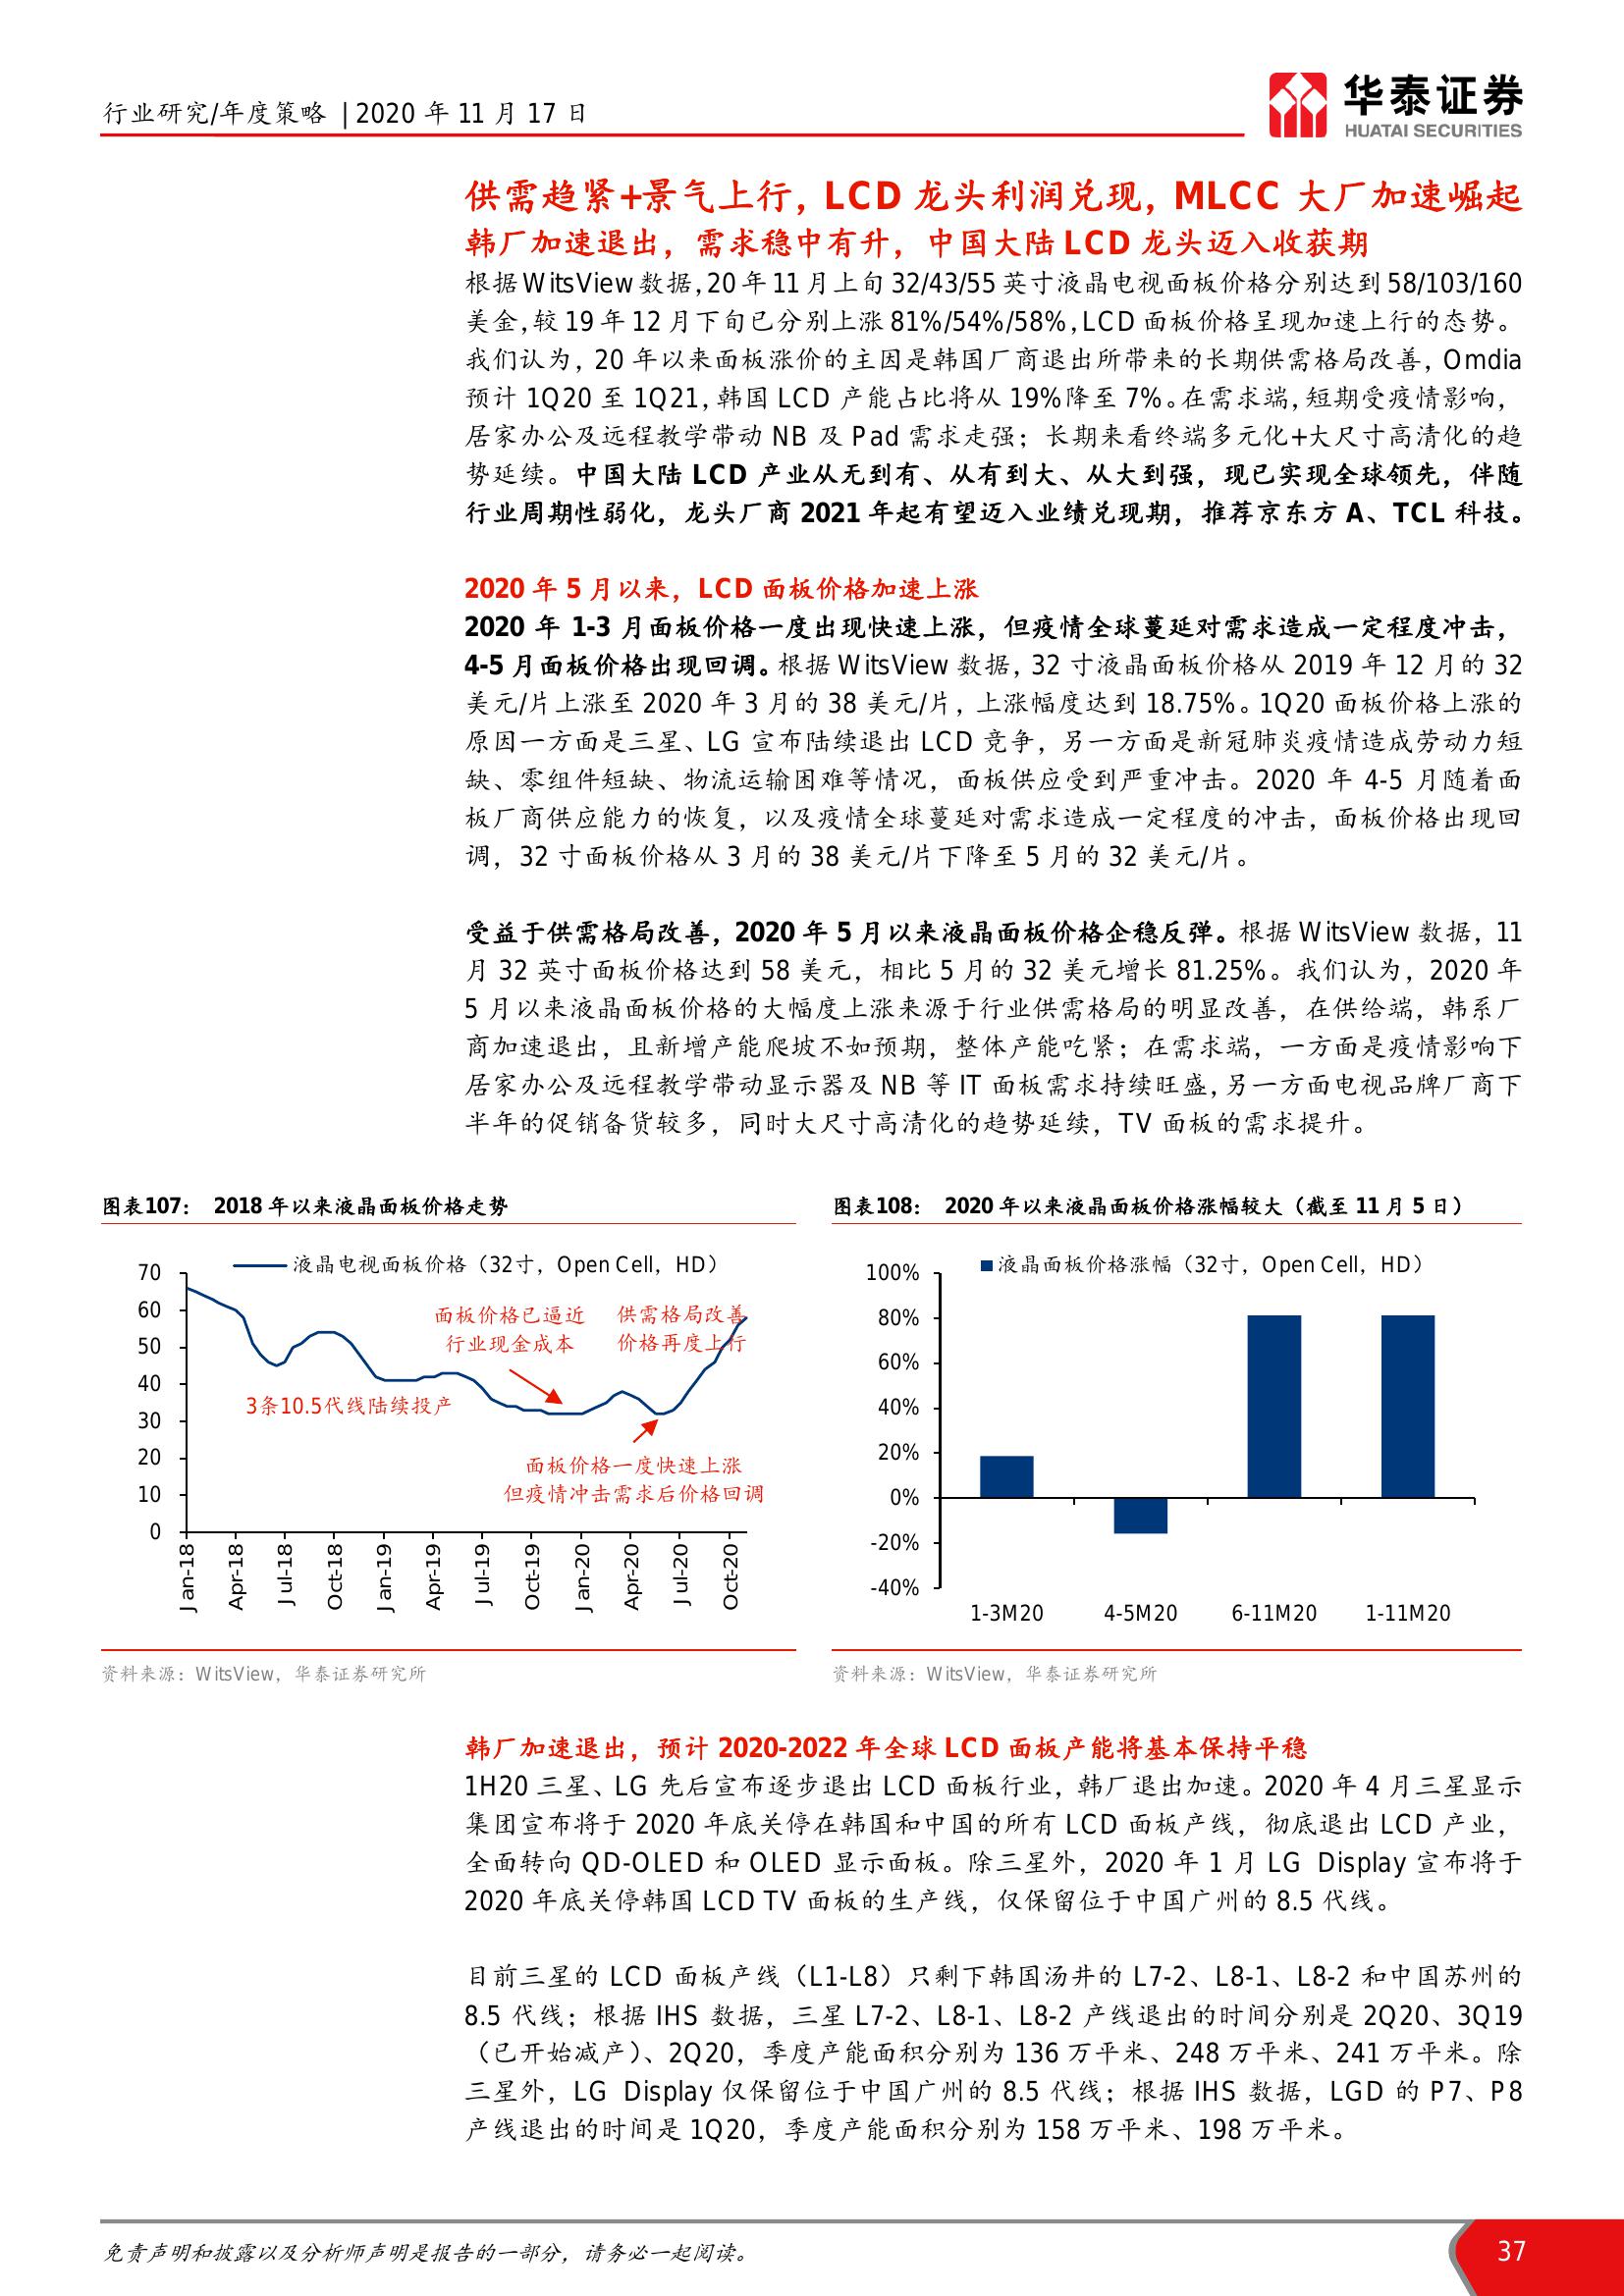 行业研究/年度策略 | 2020 年 11 月 17 日
华泰证券
HUATAI SECURITIES
供需趋紧+景气上行，LCD 龙头利润兑现，MLCC 大厂加速崛起
韩厂加速退出，需求稳中有升，中国大陆 LCD 龙头迈入收获期
根据 WitsView 数据，20 年 11 月上旬 32/43/55 英寸液晶电视面板价格分别达到 58/103/160
美金，较 19 年 12 月下旬已分别上涨 81%/54%/58%，LCD 面板价格呈现加速上行的态势。
我们认为，20 年以来面板涨价的主因是韩国厂商退出所带来的长期供需格局改善，Omdia
预计 1Q20 至 1Q21，韩国 LCD 产能占比将从 19%降至 7%。在需求端，短期受疫情影响，
居家办公及远程教学带动 NB 及 Pad 需求走强；长期来看终端多元化+大尺寸高清化的趋
势延续。中国大陆 LCD 产业从无到有、从有到大、从大到强，现已实现全球领先，伴随
行业周期性弱化，龙头厂商 2021 年起有望迈入业绩兑现期，推荐京东方 A、TCL 科技。
2020 年 5 月以来，LCD 面板价格加速上涨
2020 年 1-3 月面板价格一度出现快速上涨，但疫情全球蔓延对需求造成一定程度冲击，
4-5 月面板价格出现回调。根据 WitsView 数据，32 寸液晶面板价格从 2019 年 12 月的 32
美元/片上涨至 2020 年 3 月的 38 美元/片，上涨幅度达到 18.75%。1Q20 面板价格上涨的
原因一方面是三星、LG 宣布陆续退出 LCD 竞争，另一方面是新冠肺炎疫情造成劳动力短
缺、零组件短缺、物流运输困难等情况，面板供应受到严重冲击。2020 年 4-5 月随着面
板厂商供应能力的恢复，以及疫情全球蔓延对需求造成一定程度的冲击，面板价格出现回
调，32 寸面板价格从 3 月的 38 美元/片下降至 5 月的 32 美元/片。
受益于供需格局改善，2020 年 5 月以来液晶面板价格企稳反弹。根据 WitsView 数据，11
月 32 英寸面板价格达到 58 美元，相比 5 月的 32 美元增长 81.25%。我们认为，2020 年
5 月以来液晶面板价格的大幅度上涨来源于行业供需格局的明显改善，在供给端，韩系厂
商加速退出，且新增产能爬坡不如预期，整体产能吃紧；在需求端，一方面是疫情影响下
居家办公及远程教学带动显示器及 NB 等 IT 面板需求持续旺盛，另一方面电视品牌厂商下
半年的促销备货较多，同时大尺寸高清化的趋势延续，TV 面板的需求提升。
图表107： 2018 年以来液晶面板价格走势
液晶电视面板价格（32寸，Open Cell，HD）
70
60
50
40
30
20
10
0
面板价格已逼近
行业现金成本
供需格局改善
价格再度上行
3条10.5代线陆续投产
面板价格一度快速上涨
但疫情冲击需求后价格回调
Jan-18
Apr-18
Jul-18
Oct-18
Jan-19
Apr-19
Jul-19
Oct-19
Jan-20
Apr-20
Jul-20
Oct-20
资料来源：WitsView，华泰证券研究所
图表108： 2020 年以来液晶面板价格涨幅较大（截至 11 月 5 日）
液晶面板价格涨幅（32寸，Open Cell，HD）
100%
80%
60%
40%
20%
0%
-20%
-40%
1-3M20
4-5M20
6-11M20
1-11M20
资料来源：WitsView，华泰证券研究所
韩厂加速退出，预计 2020-2022 年全球 LCD 面板产能将基本保持平稳
1H20 三星、LG 先后宣布逐步退出 LCD 面板行业，韩厂退出加速。2020 年 4 月三星显示
集团宣布将于 2020 年底关停在韩国和中国的所有 LCD 面板产线，彻底退出 LCD 产业，
全面转向 QD-OLED 和 OLED 显示面板。除三星外，2020 年 1 月 LG Display 宣布将于
2020 年底关停韩国 LCD TV 面板的生产线，仅保留位于中国广州的 8.5 代线。
目前三星的 LCD 面板产线（L1-L8）只剩下韩国汤井的 L7-2、L8-1、L8-2 和中国苏州的
8.5 代线；根据 IHS 数据，三星 L7-2、L8-1、L8-2 产线退出的时间分别是 2Q20、3Q19
（已开始减产）、2Q20，季度产能面积分别为 136 万平米、248 万平米、241 万平米。除
三星外，LG Display 仅保留位于中国广州的 8.5 代线；根据 IHS 数据，LGD 的 P7、P8
产线退出的时间是 1Q20，季度产能面积分别为 158 万平米、198 万平米。
免责声明和披露以及分析师声明是报告的一部分，请务必一起阅读。
37